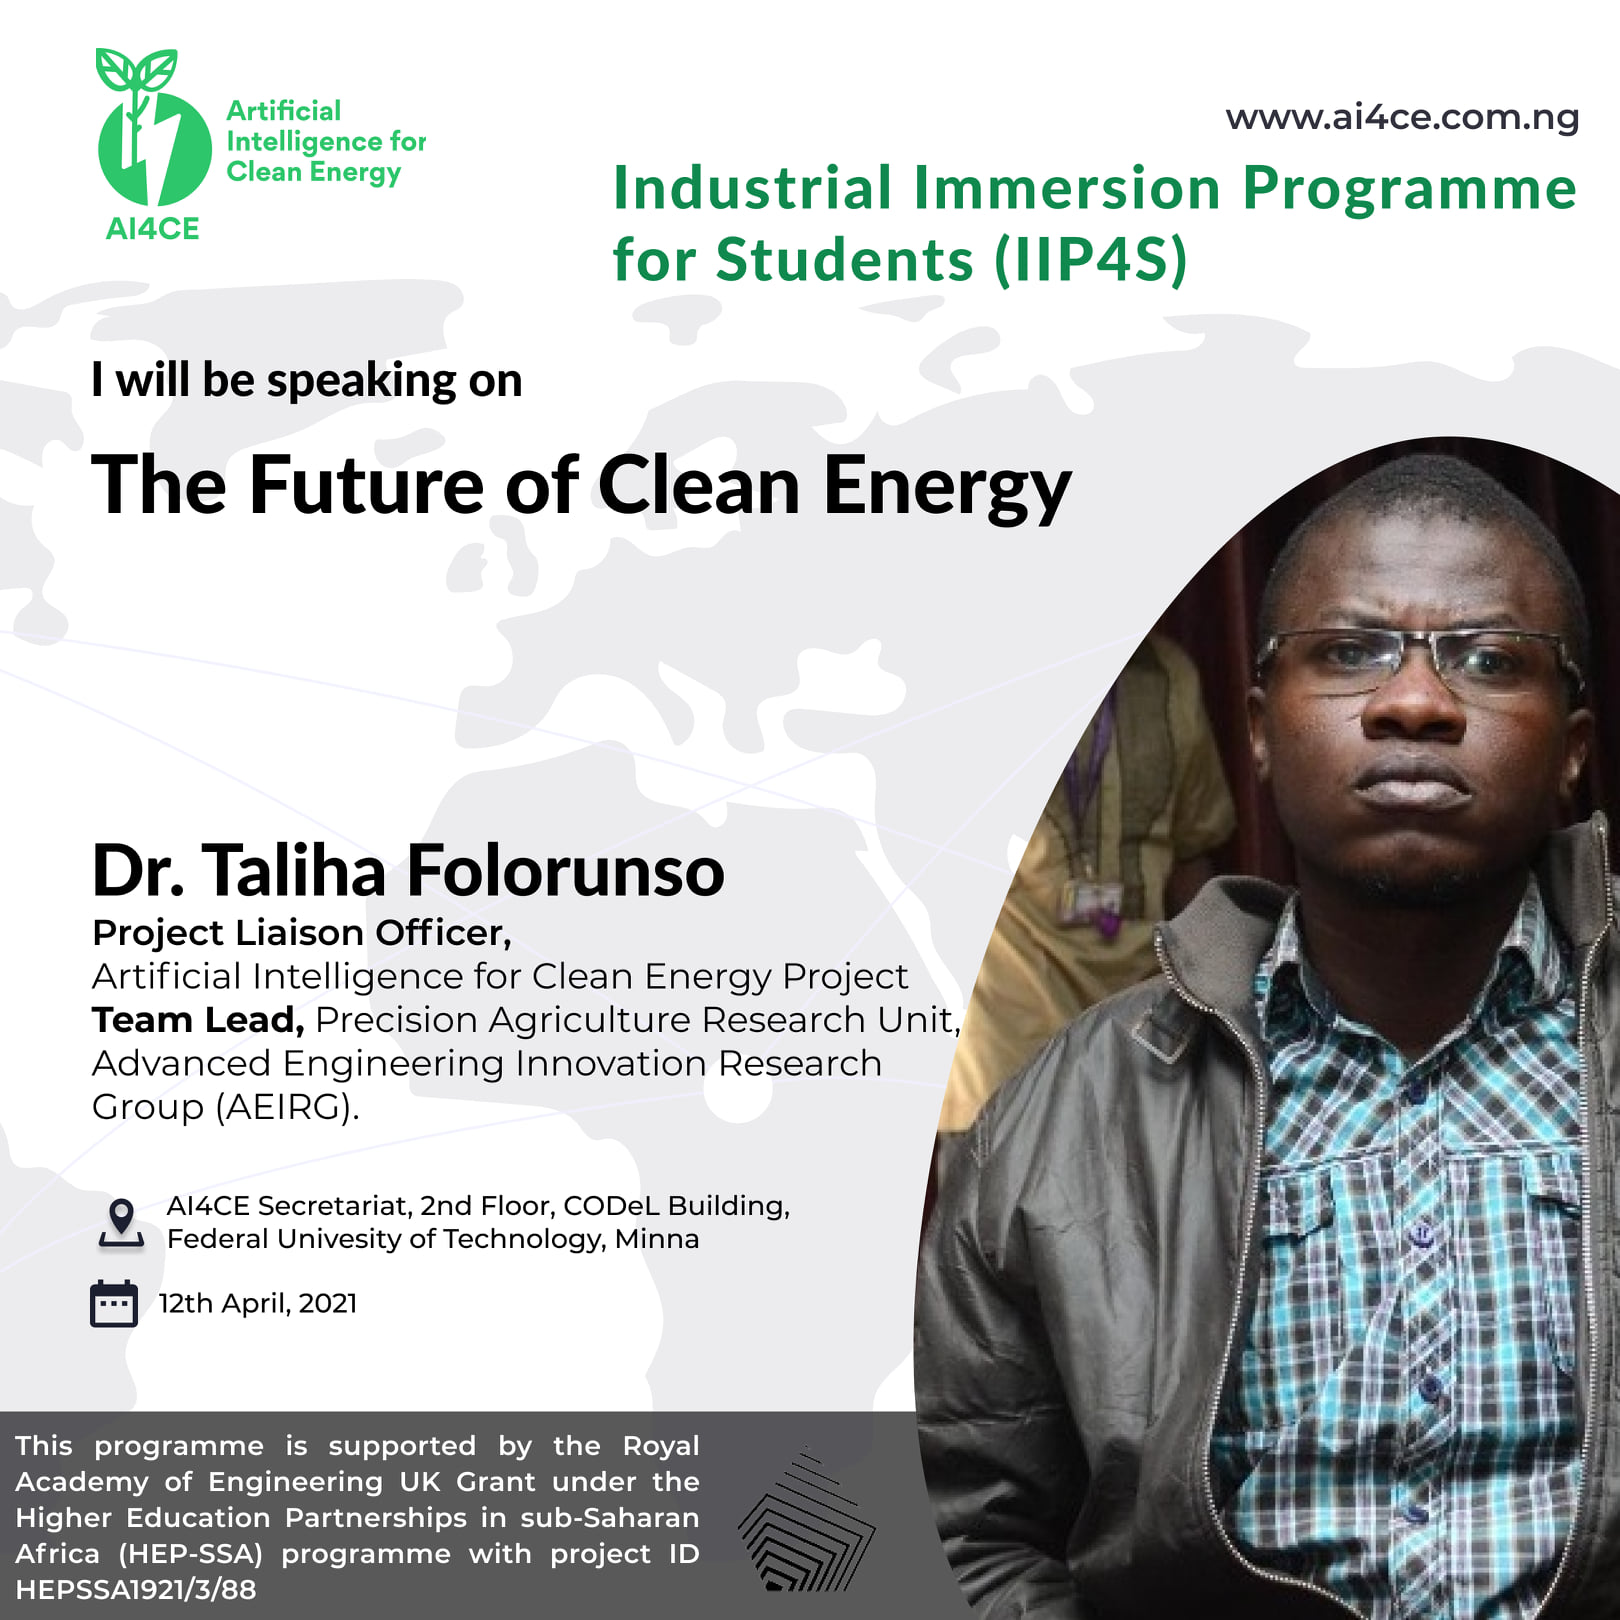 Artificial
Intelligence for
Clean Energy
AI4CE
www.ai4ce.com.ng
Industrial Immersion Programme
for Students (IIP4S)
I will be speaking on
The Future of Clean Energy
Dr. Taliha Folorunso
Project Liaison Officer,
Artificial Intelligence for Clean Energy Project
Team Lead, Precision Agriculture Research Unit,
Advanced Engineering Innovation Research
Group (AEIRG).
AI4CE Secretariat, 2nd Floor, CODeL Building,
Federal Univesity of Technology, Minna
12th April, 2021
This programme is supported by the Royal
Academy of Engineering UK Grant under the
Higher Education Partnerships in sub-Saharan
Africa (HEP-SSA) programme with project ID
HEPSSA1921/3/88